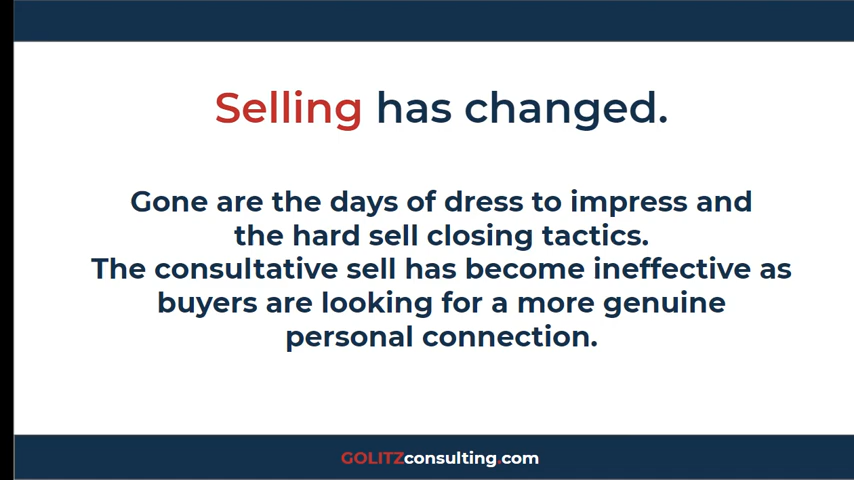 Selling has changed.
Gone are the days of dress to impress and
the hard sell closing tactics.
The consultative sell has become ineffective as
buyers are looking for a more genuine
personal connection.
GOLITZconsulting.com